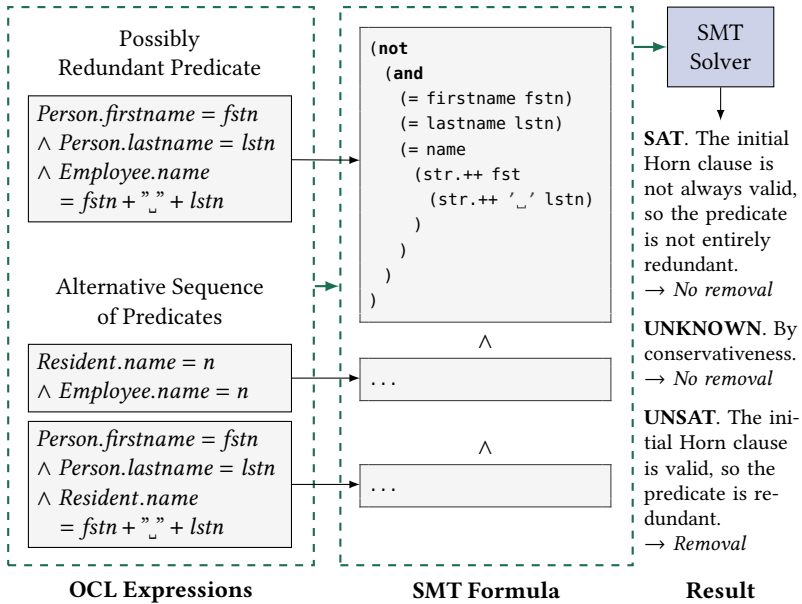 Possibly
Redundant Predicate
Person.firstname = fstn
∧ Person.lastname = lstn
∧ Employee.name
= fstn + ”␣” + lstn
Alternative Sequence
of Predicates
Resident.name = n
∧ Employee.name = n
Person.firstname = fstn
∧ Person.lastname = lstn
∧ Resident.name
= fstn + ”␣” + lstn
OCL Expressions
(not
(and
(= firstname fstn)
(= lastname lstn)
(= name
(str.++ fst
(str.++ ′␣′ lstn)
)
)
)
)
∧
...
∧
...
SMT Formula
SMT
Solver
SAT. The initial
Horn clause is
not always valid,
so the predicate
is not entirely
redundant.
→ No removal
UNKNOWN. By
conservativeness.
→ No removal
UNSAT. The ini-
tial Horn clause
is valid, so the
predicate is re-
dundant.
→ Removal
Result